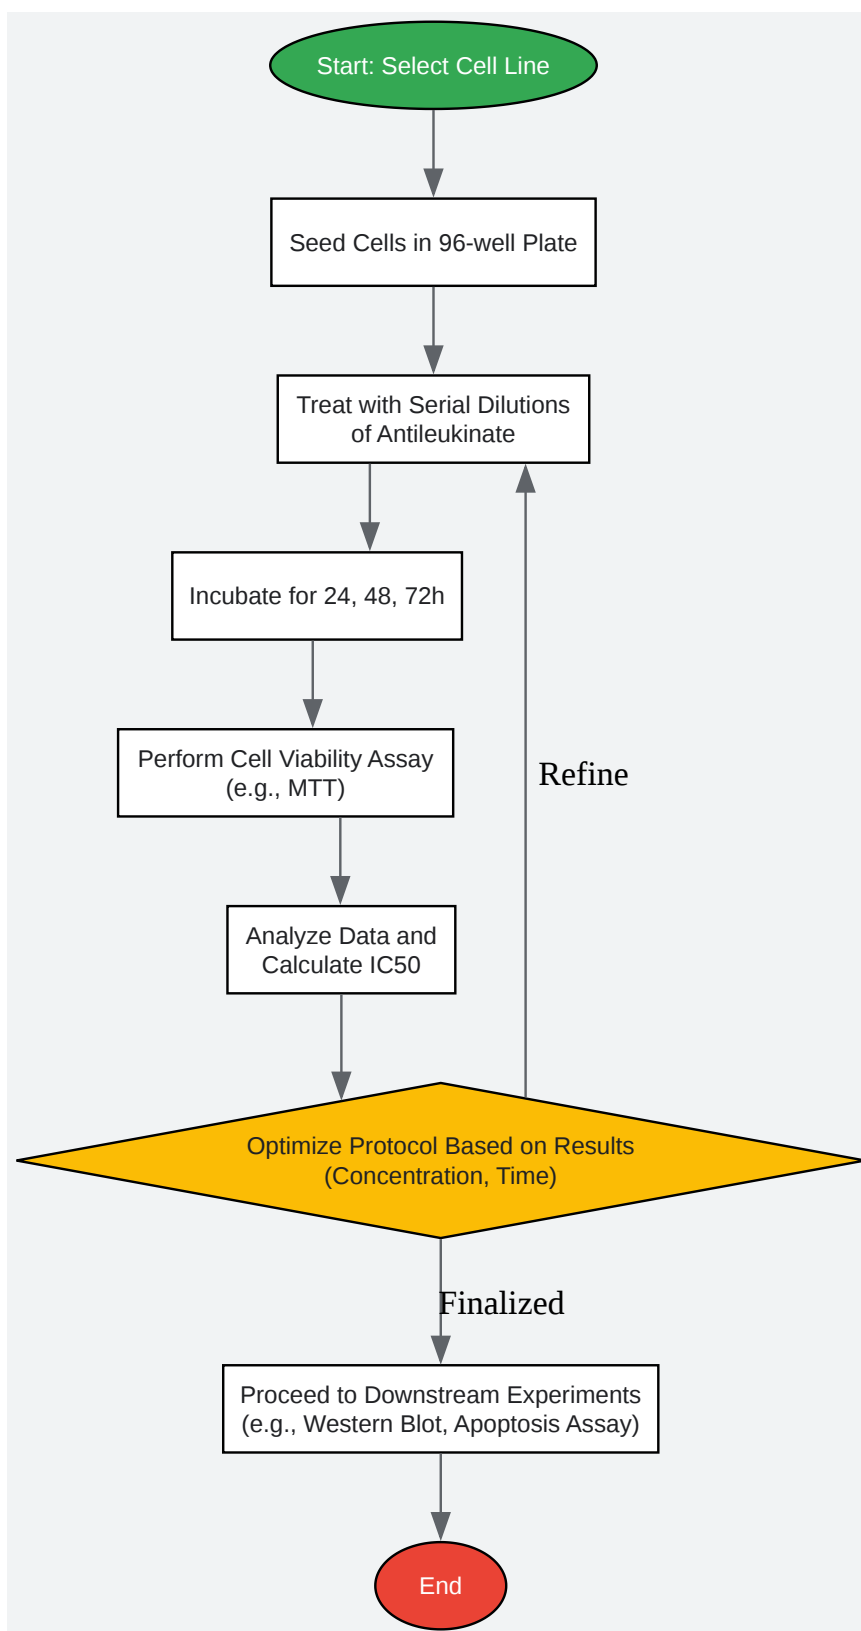 Start: Select Cell Line
Seed Cells in 96-well Plate
Treat with Serial Dilutions
of Antileukinate
Incubate for 24, 48, 72h
Perform Cell Viability Assay
(e.g., MTT)
Refine
Analyze Data and
Calculate IC50
Optimize Protocol Based on Results
(Concentration, Time)
Finalized
Proceed to Downstream Experiments
(e.g., Western Blot, Apoptosis Assay)
End